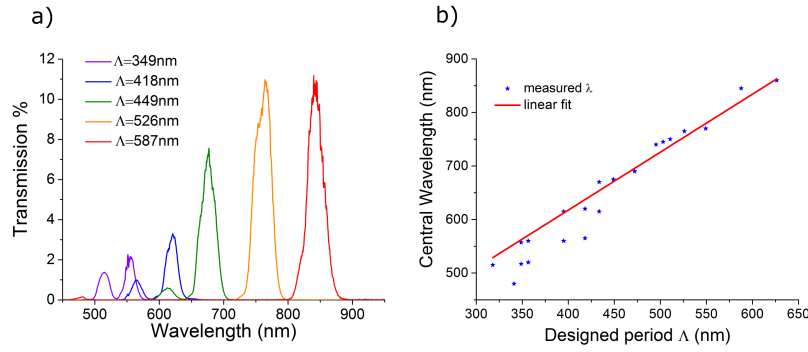 a)
b)
Transmission %
12
10
8
6
4
2
0
Λ=349nm
Λ=418nm
Λ=449nm
Λ=526nm
Λ=587nm
500
600
700
800
900
Wavelength (nm)
Central Wavelength (nm)
900
800
700
600
500
measured λ
linear fit
300
350
400
450
500
550
600
650
Designed period Λ (nm)